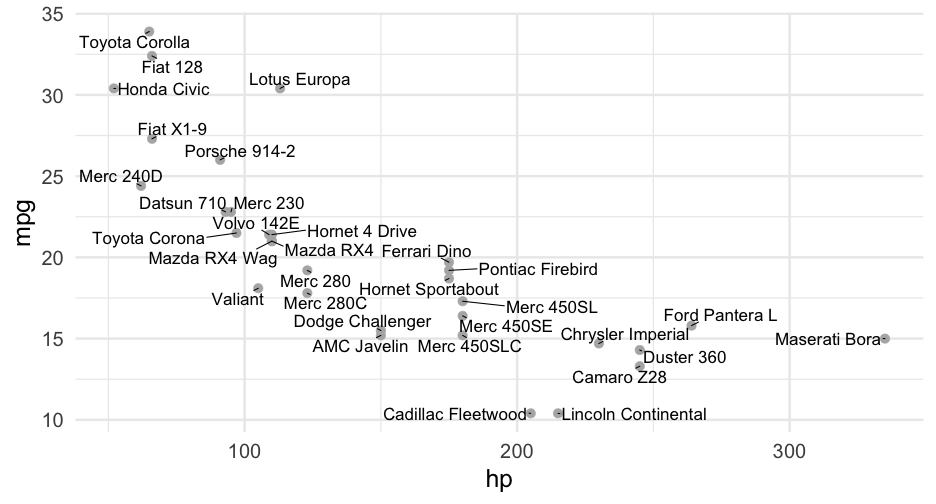 35
Toyota Corolla
Fiat 128
Lotus Europa
30
Honda Civic
Fiat X1-9
Porsche 914-2
25
Merc 240D
Datsun 710
Merc 230
Volvo 142E
Hornet 4 Drive
Toyota Corona
mpg
Mazda RX4
Ferrari Dino
20
Mazda RX4 Wag
Pontiac Firebird
Merc 280
Hornet Sportabout
Valiant
Merc 280C
Merc 450SL
Ford Pantera L
Dodge Challenger
Merc 450SE
Chrysler Imperial
15
Maserati Bora
AMC Javelin
Merc 450SLC
Duster 360
Camaro Z28
10
Cadillac Fleetwood
Lincoln Continental
100
200
300
hp